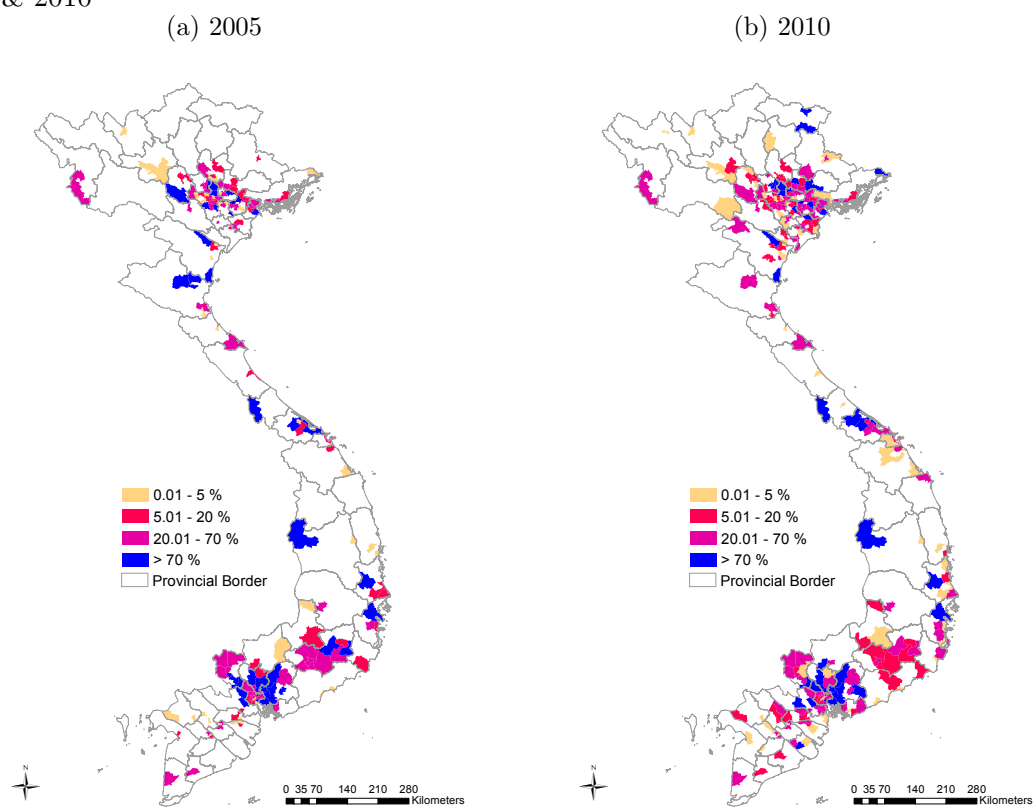 & 2010
(a) 2005
(b) 2010
0.01 - 5 %
5.01 - 20 %
20.01 - 70 %
> 70 %
Provincial Border
0.01 - 5 %
5.01 - 20 %
20.01 - 70 %
> 70 %
Provincial Border
N
0 35 70 140 210 280
Kilometers
N
0 35 70 140 210 280
Kilometers